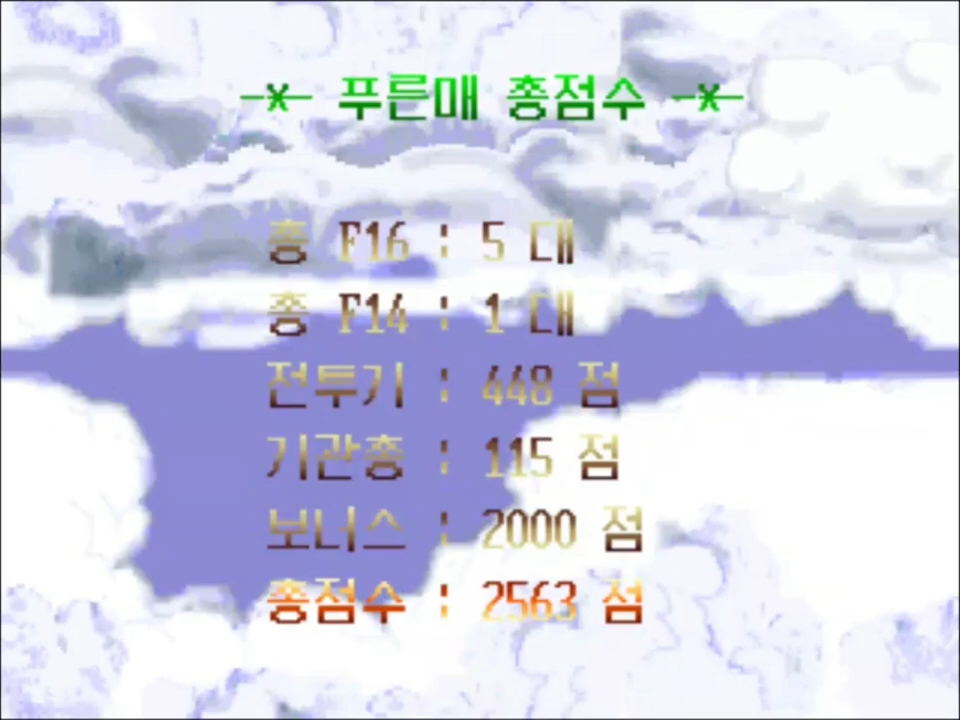 -x- 푸른매 총점수 -x-
총 F16 : 5 대
총 F14 : 1 대
전투기 : 448 점
기관총 : 115 점
보너스 : 2000 점
총점수 : 2563 점